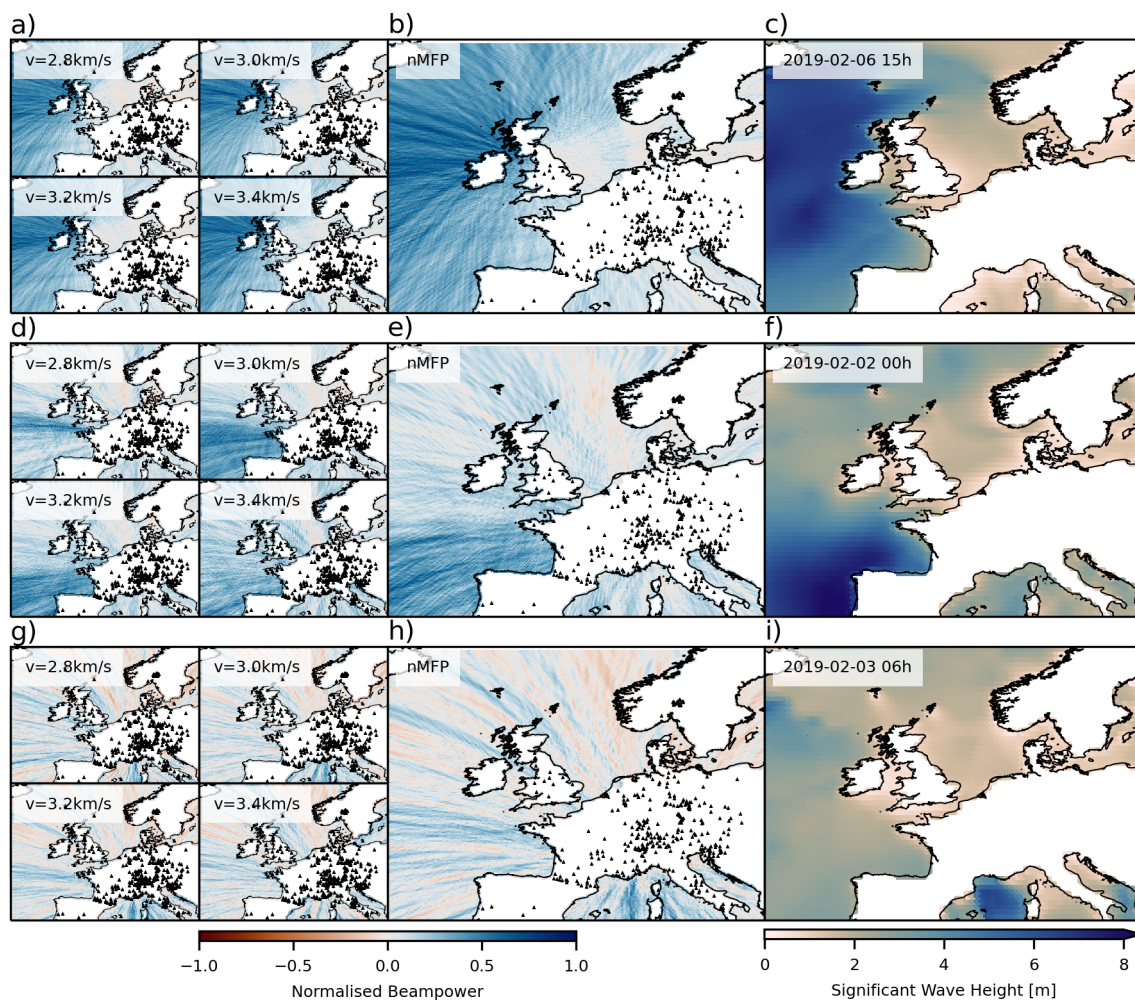 a)
b)
c)
v=2.8km/s
v=3.0km/s
nMFP
2019-02-06 15h
v=3.2km/s
v=3.4km/s
d)
e)
f)
v=2.8km/s
v=3.0km/s
nMFP
2019-02-02 00h
v=3.2km/s
v=3.4km/s
g)
h)
i)
v=2.8km/s
v=3.0km/s
nMFP
2019-02-03 06h
v=3.2km/s
v=3.4km/s
−1.0 −0.5 0.0 0.5 1.0
Normalised Beampower
0 2 4 6 8
Significant Wave Height [m]